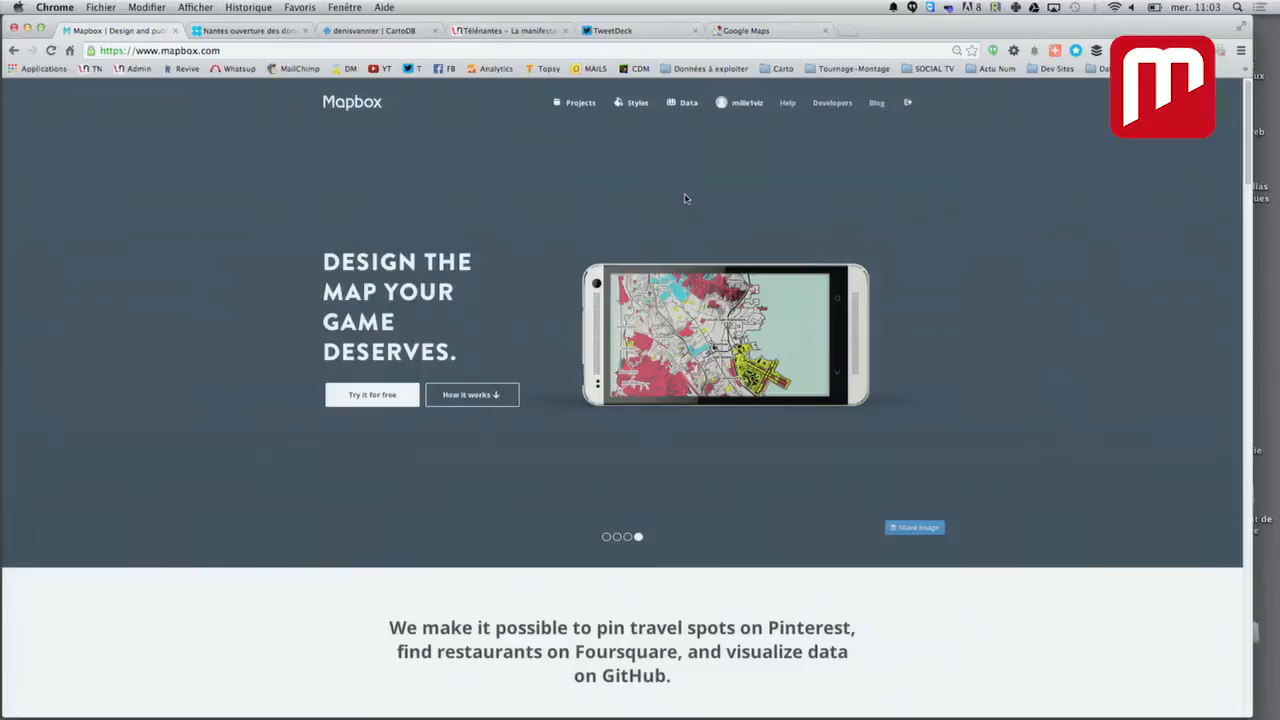 Chrome Fichier Modifier Afficher Historique Favoris Fenêtre Aide
8 mer. 11:03
Mapbox | Design and pub
Nantes ouverture des don
denisvannier | CartoDB
Télénantes – La manifesta
TweetDeck
Google Maps
https://www.mapbox.com
Applications TN Admin Revive Whatsup MailChimp DM YT T FB Analytics Topsy MAILS CDM Données à exploiter Carto Tournage-Montage SOCIAL TV Actu Num Dev Sites
Mapbox
Projects Styles Data mille1viz Help Developers Blog
DESIGN THE
MAP YOUR
GAME
DESERVES.
Try it for free How it works
Share Image
We make it possible to pin travel spots on Pinterest,
find restaurants on Foursquare, and visualize data
on GitHub.